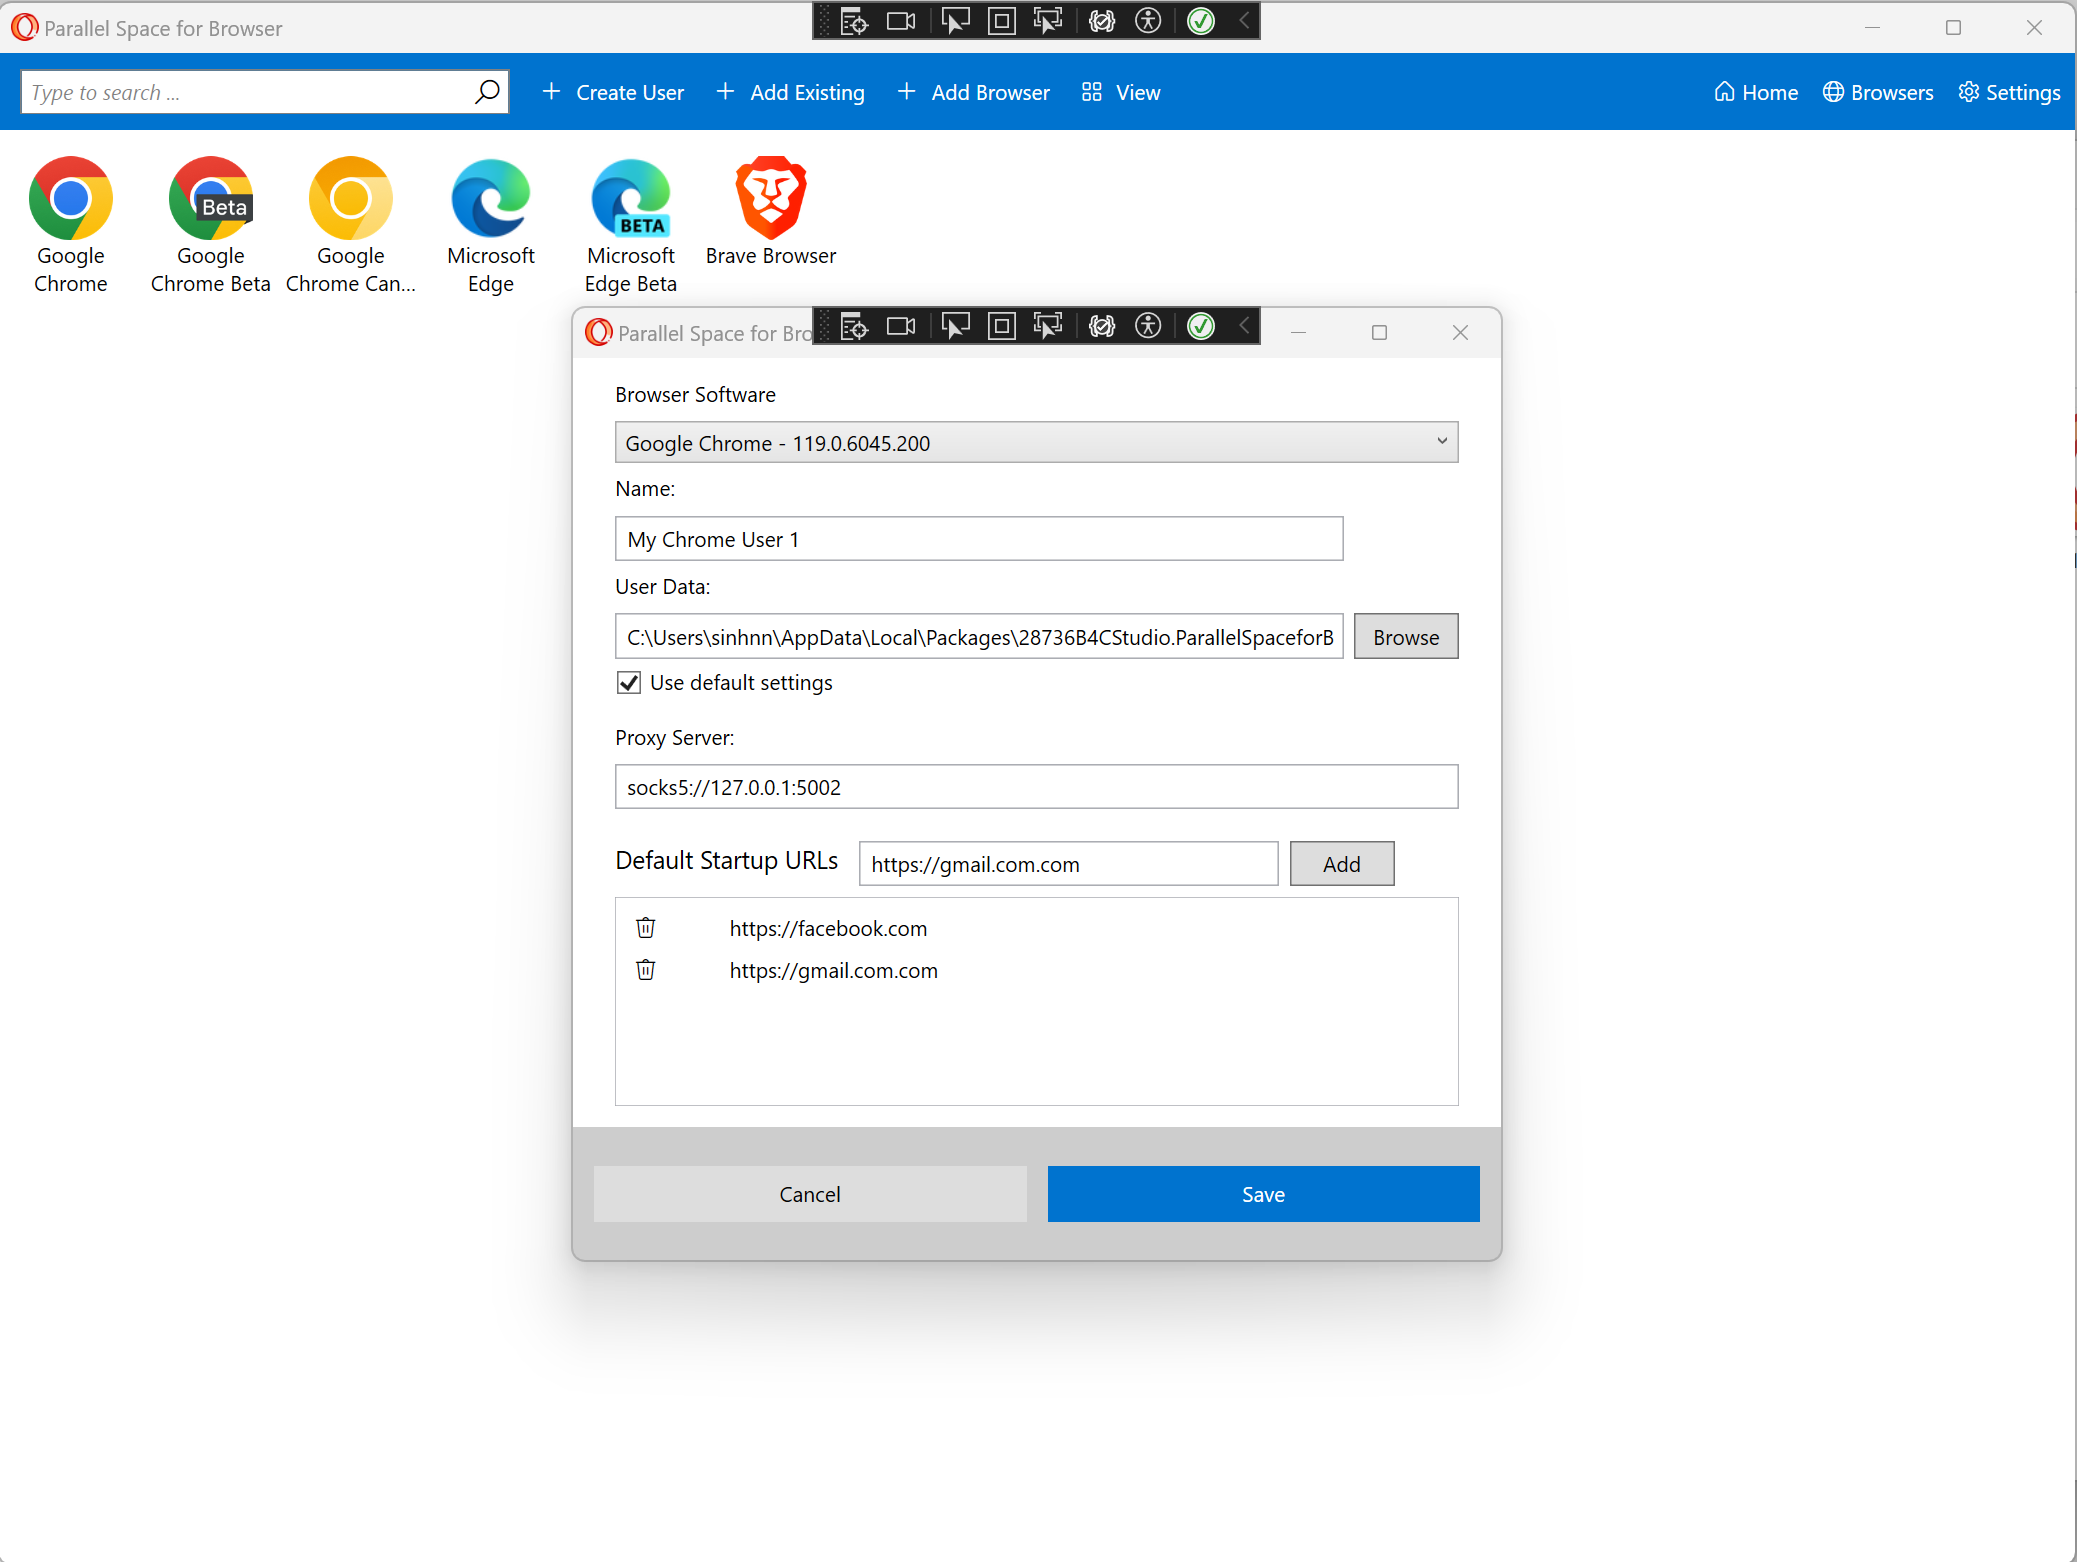 Parallel Space for Browser
Type to search ...
Create User
Add Existing
Add Browser
View
Home
Browsers
Settings
Google Chrome
Beta
Google Chrome Beta
Google Chrome Can...
Microsoft Edge
BETA
Microsoft Edge Beta
Brave Browser
Parallel Space for Bro
Browser Software
Google Chrome - 119.0.6045.200
Name:
My Chrome User 1
User Data:
C:\Users\sinhnn\AppData\Local\Packages\28736B4CStudio.ParallelSpaceforB
Browse
Use default settings
Proxy Server:
socks5://127.0.0.1:5002
Default Startup URLs
https://gmail.com.com
Add
https://facebook.com
https://gmail.com.com
Cancel
Save